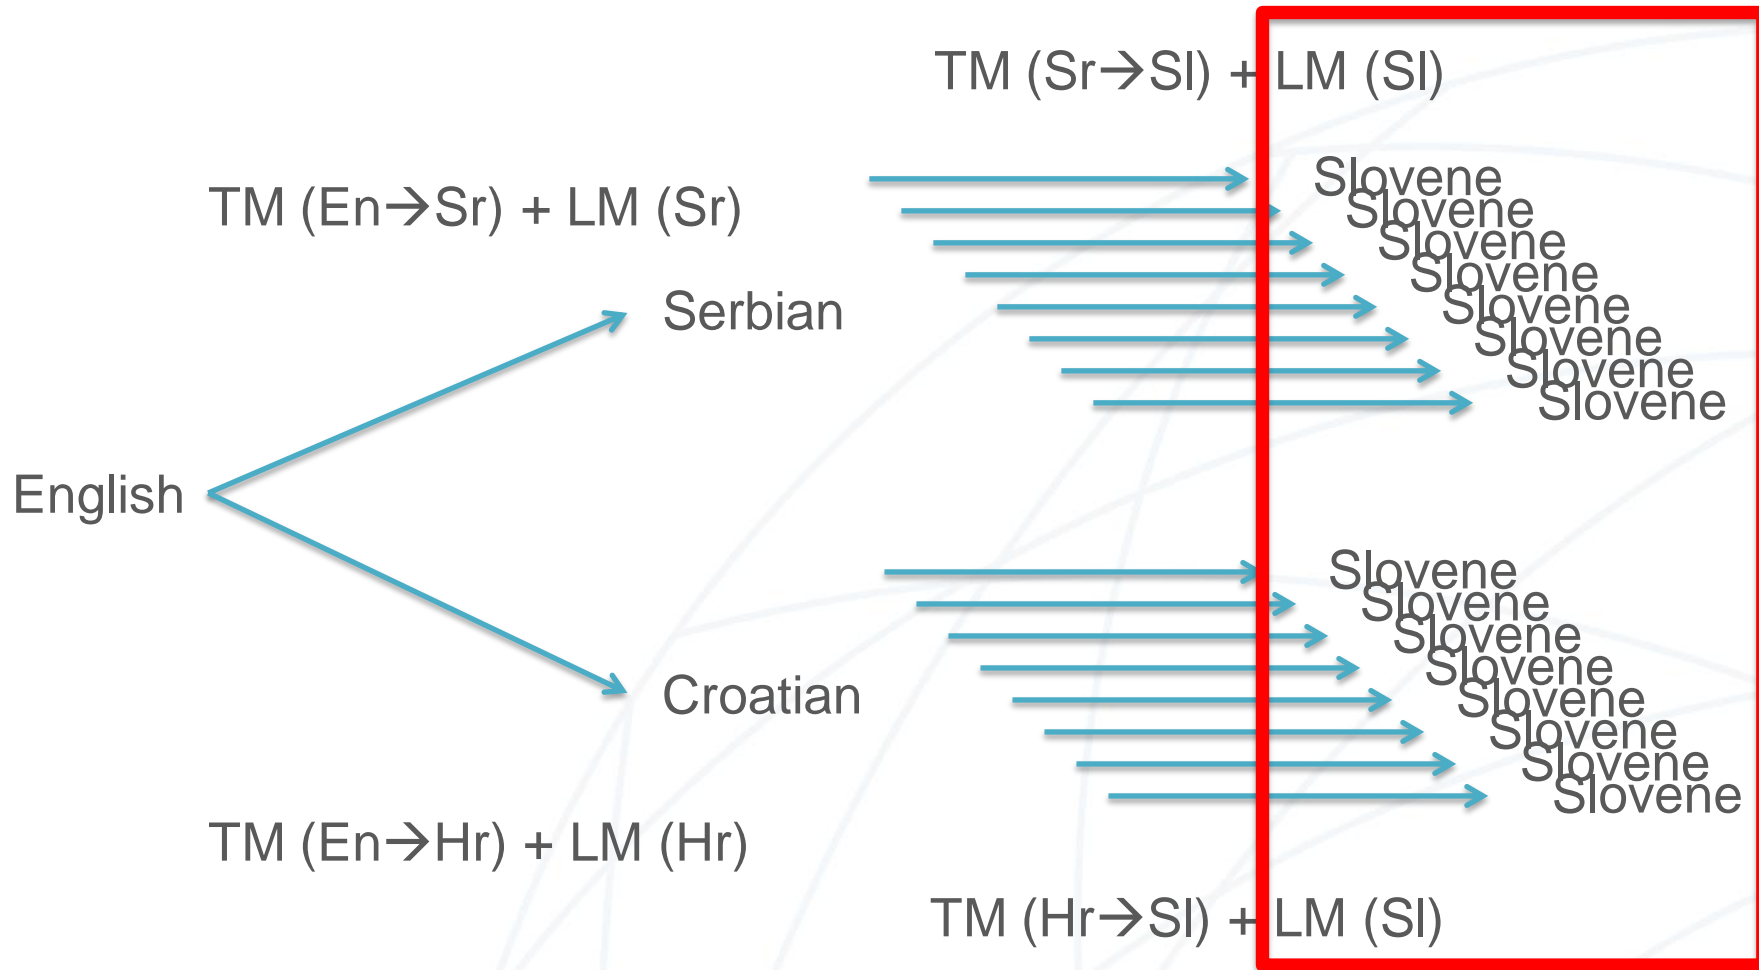 TM (Sr→Sl) + LM (Sl)
TM (En→Sr) + LM (Sr)
Slovene
Slovene
Slovene
Slovene
Slovene
Slovene
Slovene
Slovene
Serbian
English
Slovene
Slovene
Slovene
Slovene
Slovene
Slovene
Slovene
Slovene
Croatian
TM (En→Hr) + LM (Hr)
TM (Hr→Sl) + LM (Sl)